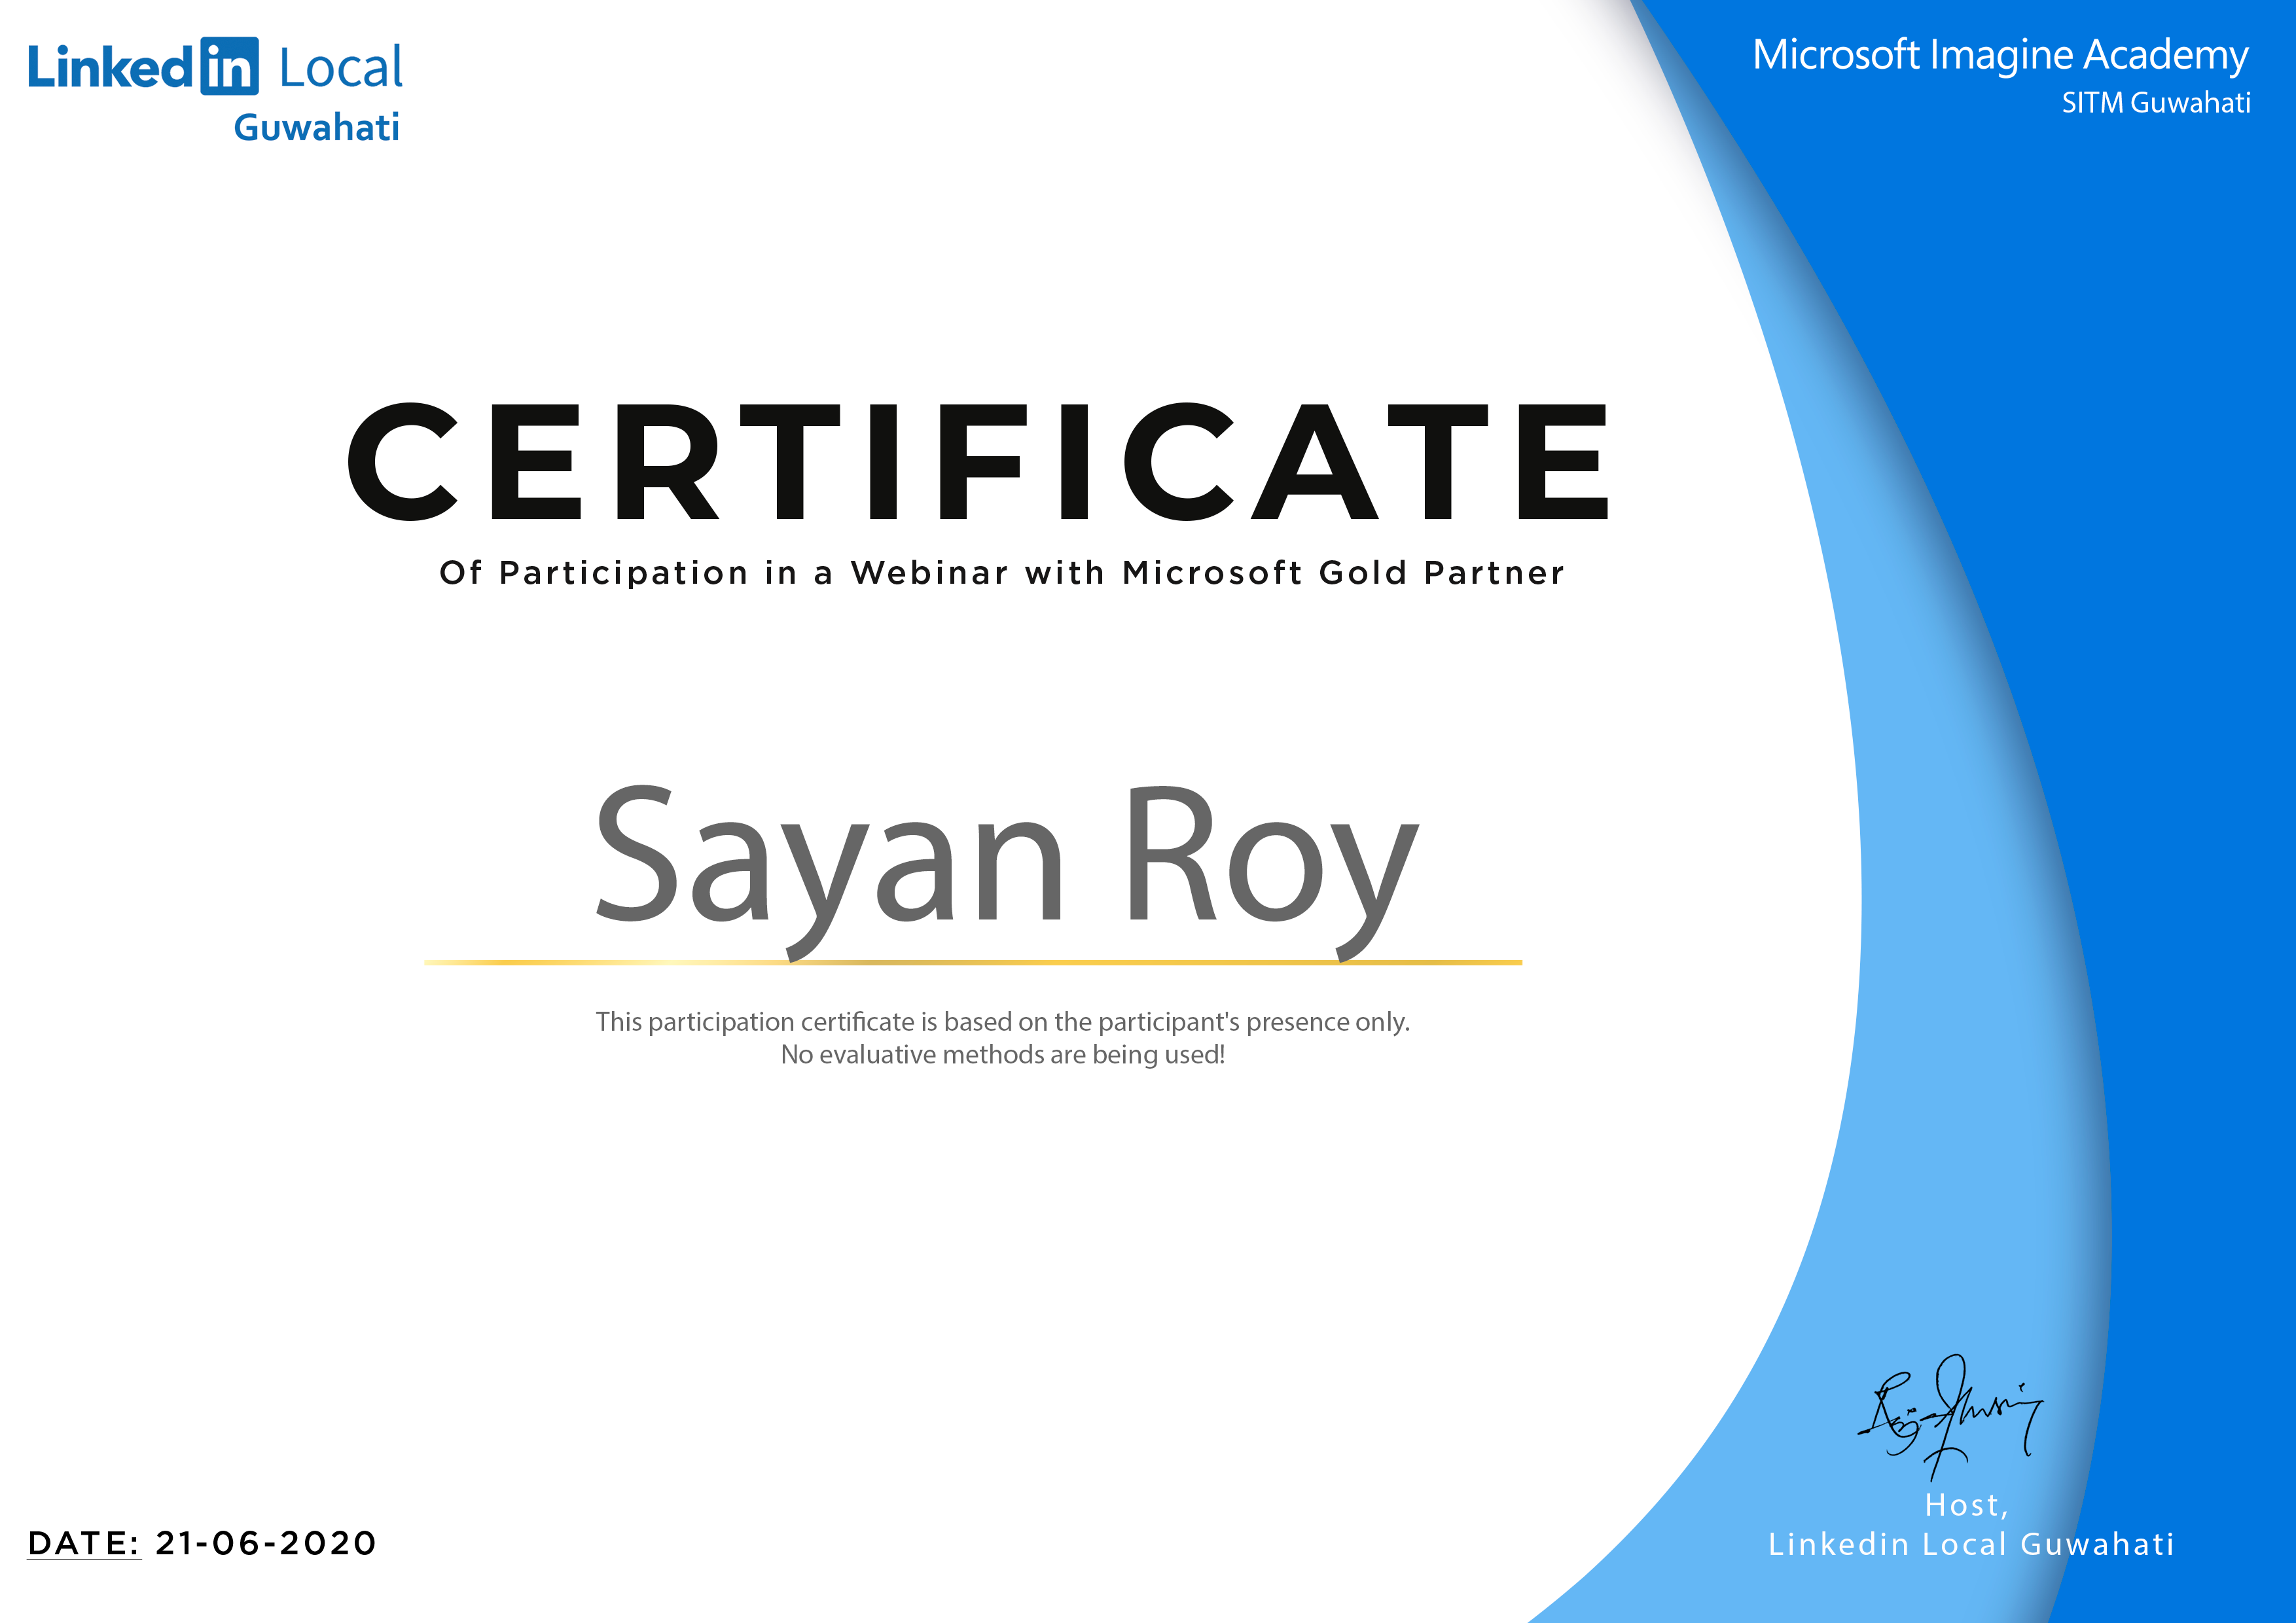 Linkedin Local
Guwahati
Microsoft Imagine Academy
SITM Guwahati
CERTIFICATE
Of Participation in a Webinar with Microsoft Gold Partner
Sayan Roy
This participation certificate is based on the participant's presence only.
No evaluative methods are being used!
Host,
Linkedin Local Guwahati
DATE: 21-06-2020